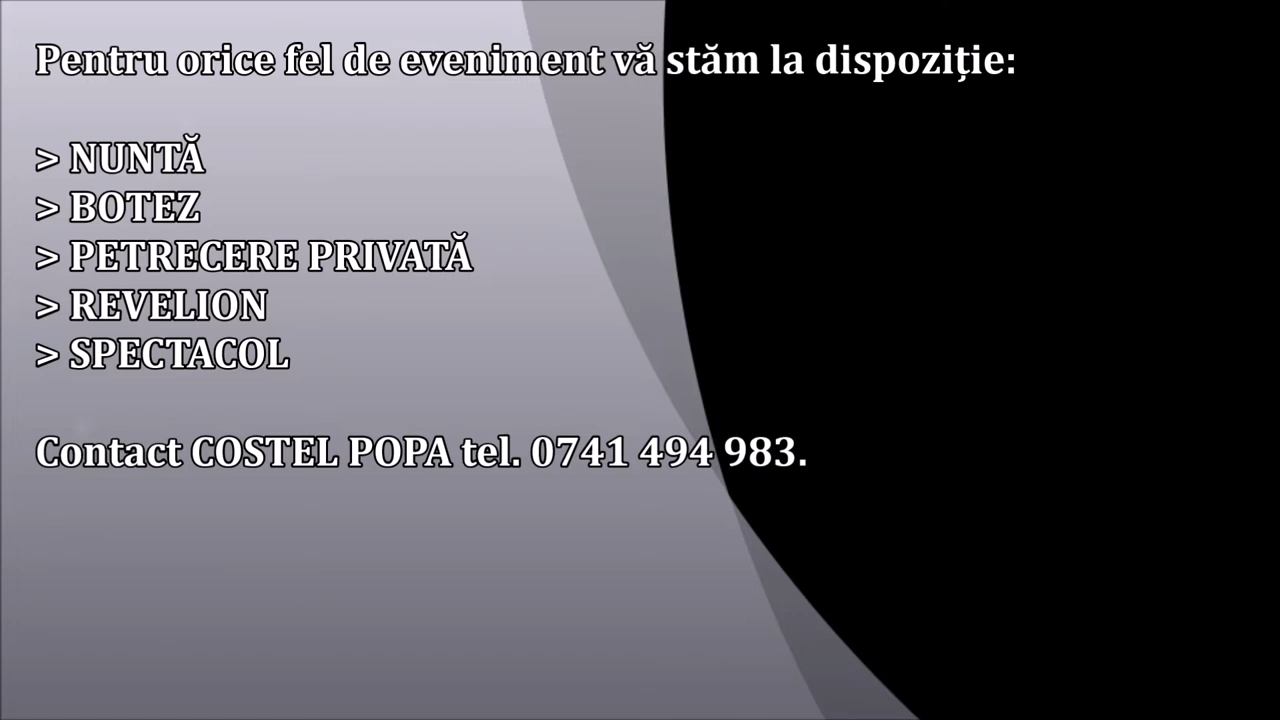 Pentru orice fel de eveniment vă stăm la dispoziție:
> NUNTĂ
> BOTEZ
> PETRECERE PRIVATĂ
> REVELION
> SPECTACOL
Contact COSTEL POPA tel. 0741 494 983.